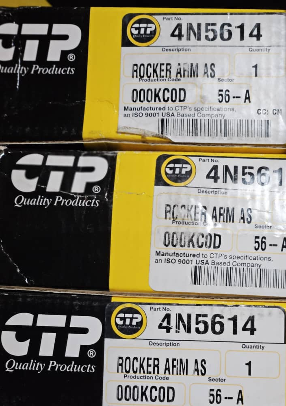 CTP
®
Quality Products
CTP
Part No.
4N5614
Description
Quantity
ROCKER ARM AS
1
Production Code
Sector
000KC0D
56-A
Manufactured to CTP's specifications,
an ISO 9001 USA Based Company
CTP
®
Quality Products
CTP
Part No.
4N561
Description
ROCKER ARM AS
000KC0D
56-A
Manufactured to CTP's specifications,
an ISO 9001 USA Based Company
CTP
®
Quality Products
CTP
Part No.
4N5614
Description
Quantity
ROCKER ARM AS
1
Production Code
Sector
000KC0D
56-A